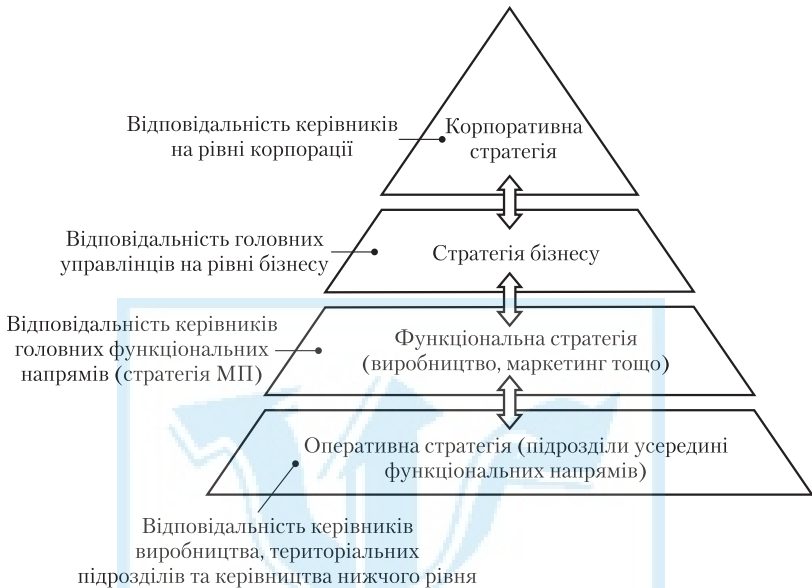 Відповідальність керівників
на рівні корпорації
Корпоративна
стратегія
Відповідальність головних
управлінців на рівні бізнесу
Стратегія бізнесу
Відповідальність керівників
головних функціональних
напрямів (стратегія МП)
Функціональна стратегія
(виробництво, маркетинг тощо)
Оперативна стратегія (підрозділи усередині
функціональних напрямів)
Відповідальність керівників
виробництва, територіальних
підрозділів та керівництва нижчого рівня